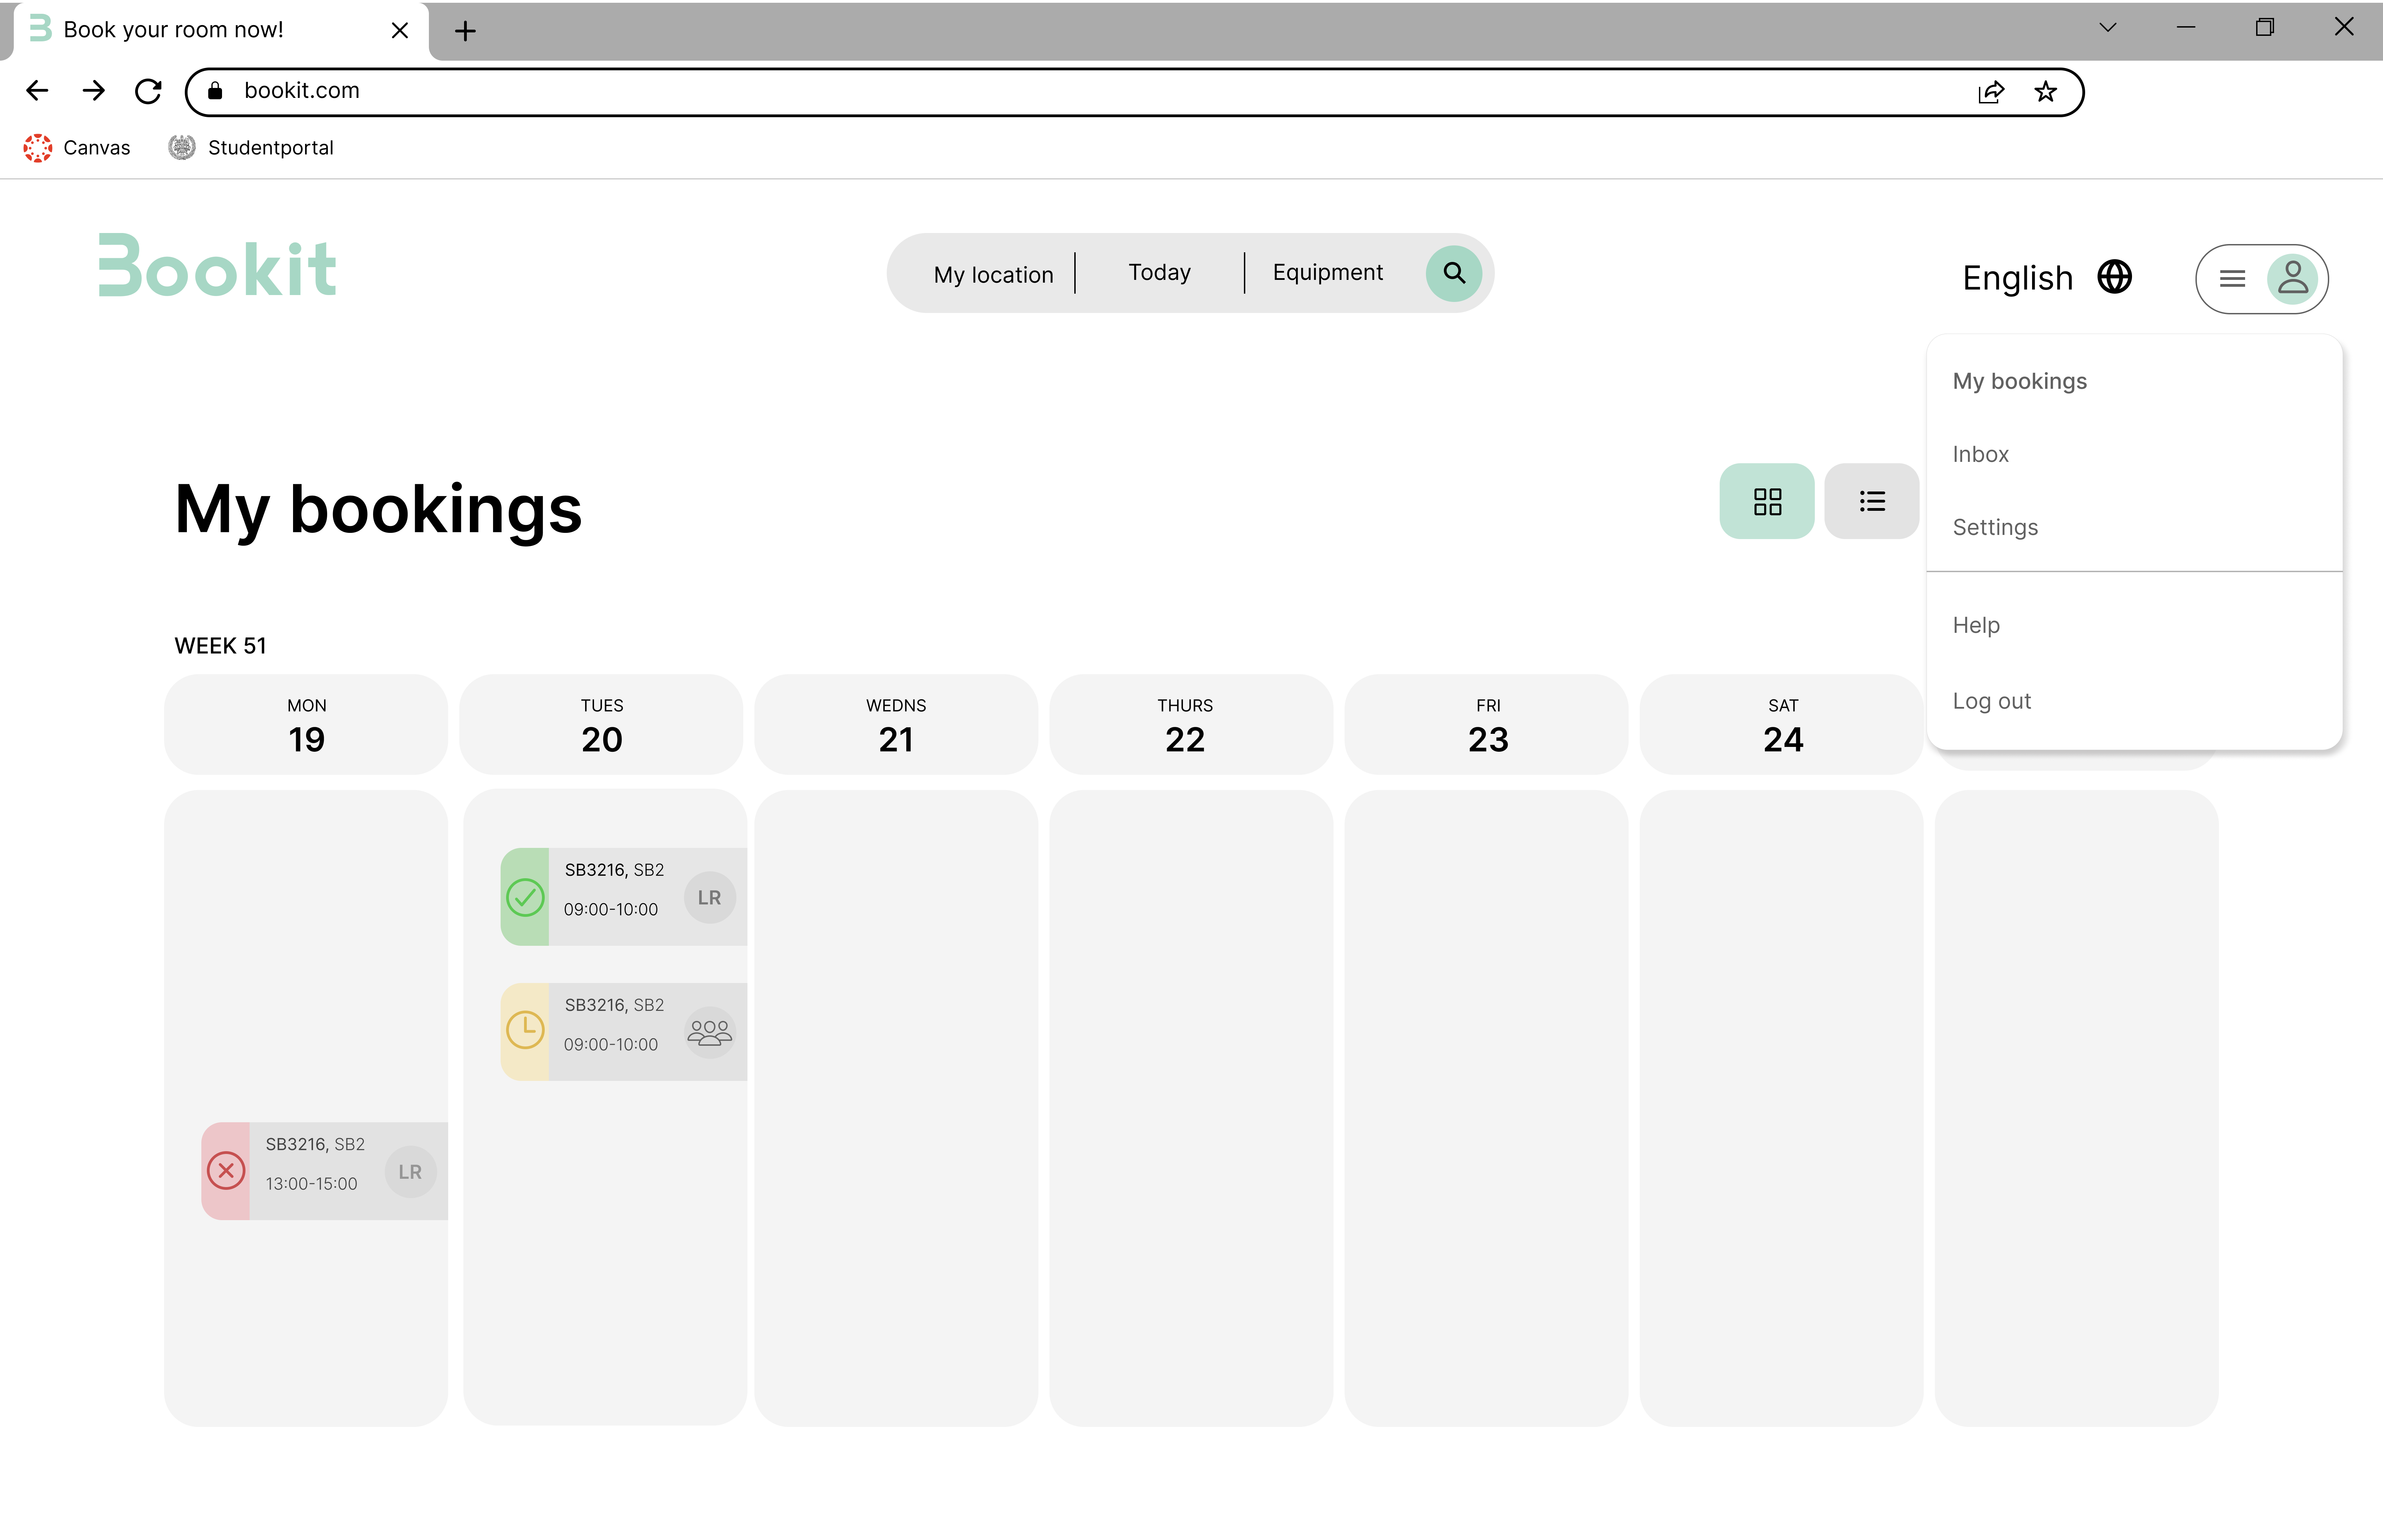 Book your room now!
bookit.com
Canvas
Studentportal
Bookit
My location
Today
Equipment
English
My bookings
Inbox
Settings
Help
Log out
My bookings
WEEK 51
MON
19
TUES
20
WEDNS
21
THURS
22
FRI
23
SAT
24
SB3216, SB2
09:00-10:00
LR
SB3216, SB2
09:00-10:00
SB3216, SB2
13:00-15:00
LR